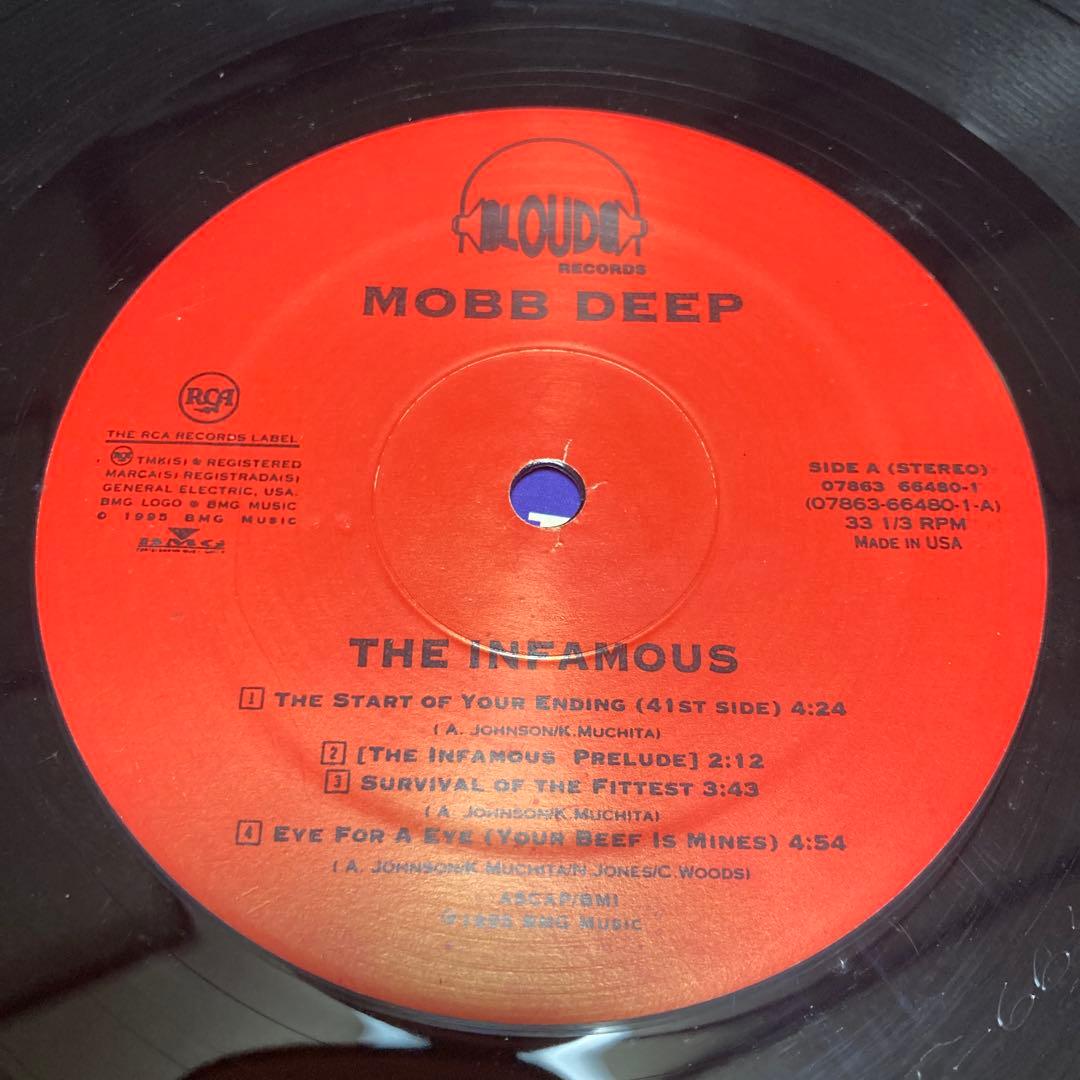 LOUD
RECORDS
MOBB DEEP
RCA
THE RCA RECORDS LABEL
TMK(S) ® REGISTERED
MARCA(S) REGISTRADA(S)
GENERAL ELECTRIC, USA.
BMG LOGO ® BMG MUSIC
© 1995 BMG MUSIC
BMG
SIDE A (STEREO)
07863 66480-1
(07863-66480-1-A)
33 1/3 RPM
MADE IN USA
THE INFAMOUS
1 THE START OF YOUR ENDING (41ST SIDE) 4:24
( A. JOHNSON/K.MUCHITA)
2 [THE INFAMOUS PRELUDE] 2:12
3 SURVIVAL OF THE FITTEST 3:43
( A JOHNSON/K.MUCHITA)
4 EYE FOR A EYE (YOUR BEEF IS MINES) 4:54
( A. JOHNSON/K MUCHITA/N.JONES/C.WOODS)
ASCAP/BMI
℗1995 BMG MUSIC